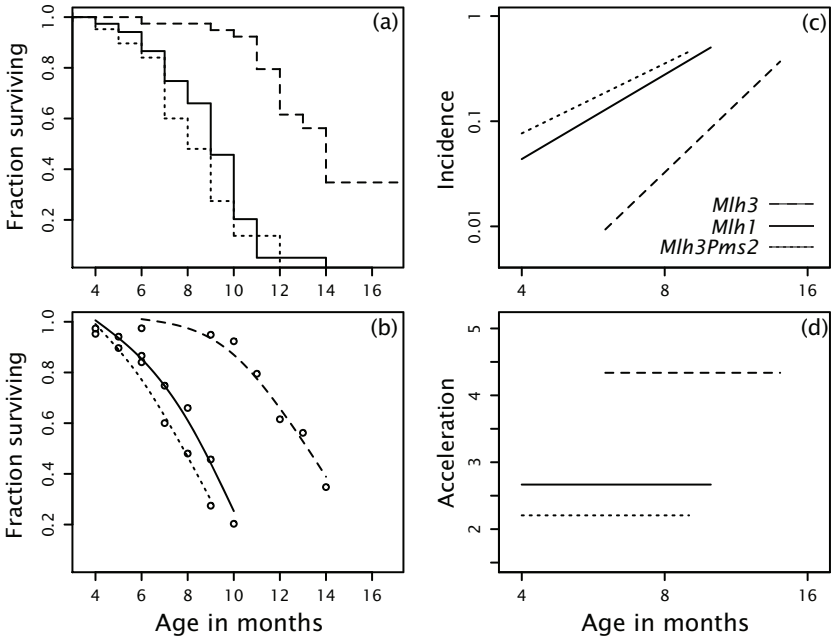 (a)
Fraction surviving
1.0
0.8
0.6
0.4
0.2
4 6 8 10 12 14 16
(c)
Incidence
1
0.1
0.01
Mlh3
Mlh1
Mlh3Pms2
4 8 16
(b)
Fraction surviving
1.0
0.8
0.6
0.4
0.2
4 6 8 10 12 14 16
Age in months
(d)
Acceleration
5
4
3
2
4 8 16
Age in months